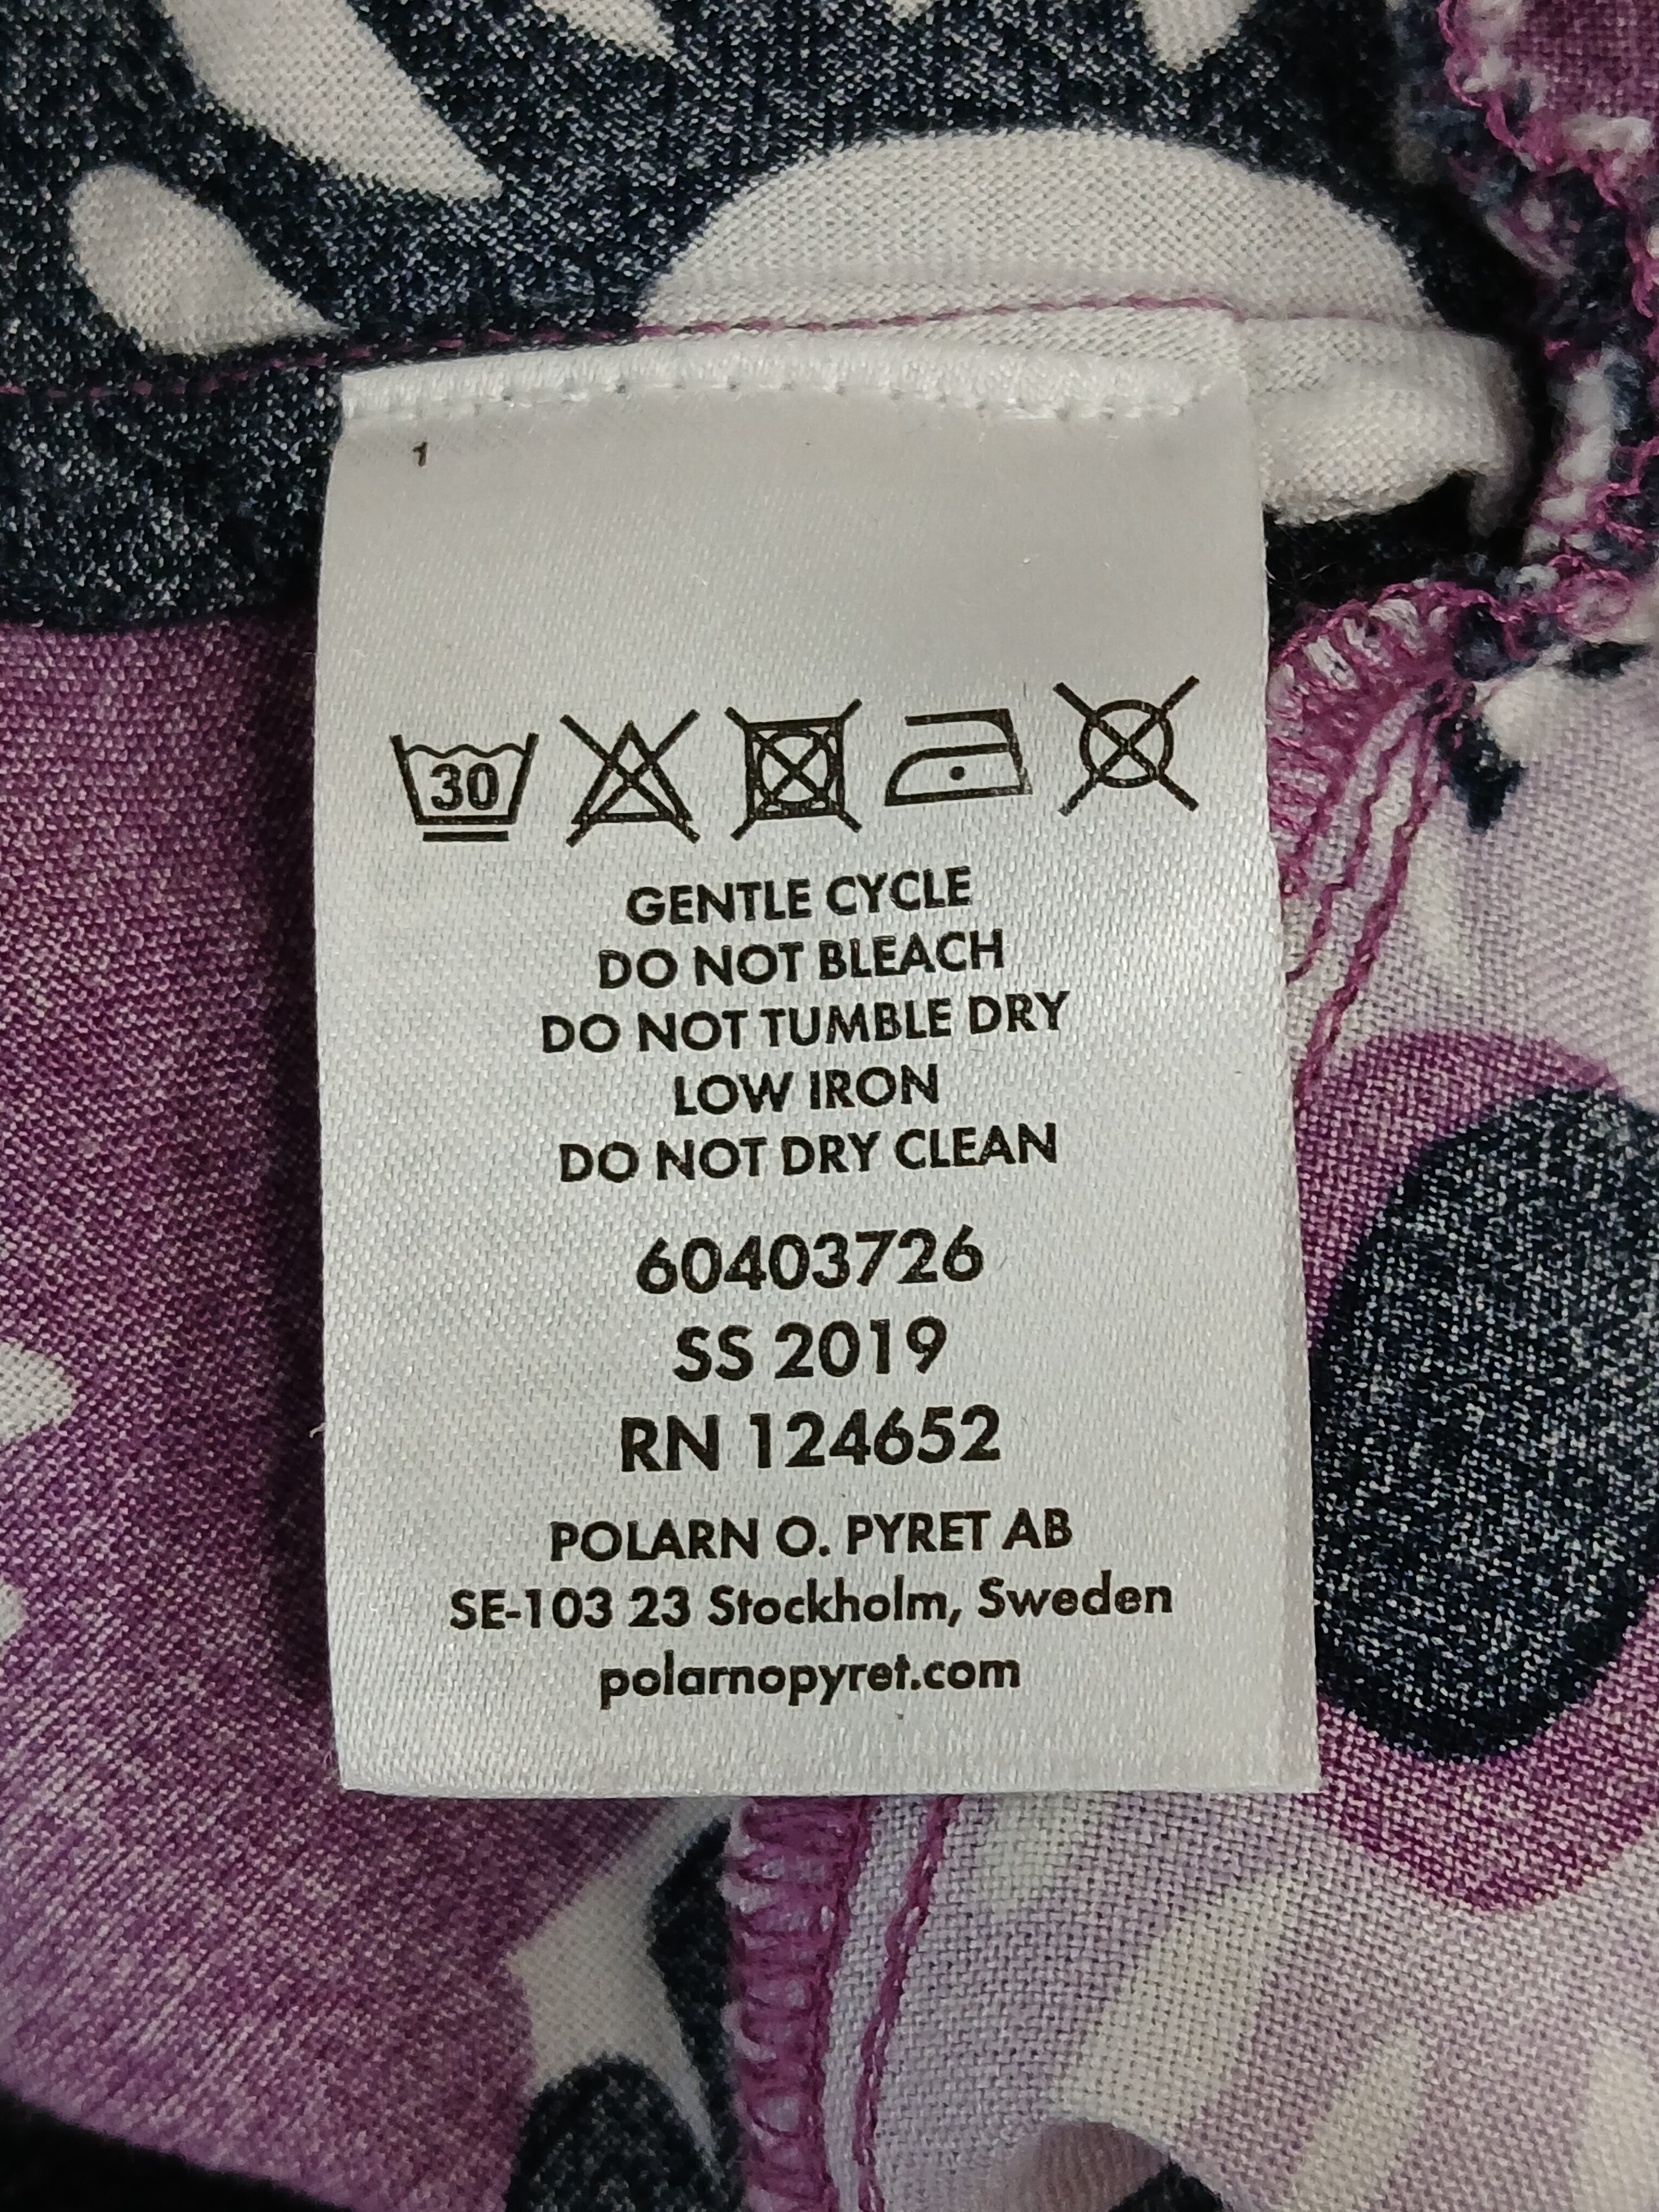 30
GENTLE CYCLE
DO NOT BLEACH
DO NOT TUMBLE DRY
LOW IRON
DO NOT DRY CLEAN
60403726
SS 2019
RN 124652
POLARN O. PYRET AB
SE-103 23 Stockholm, Sweden
polarnopyret.com